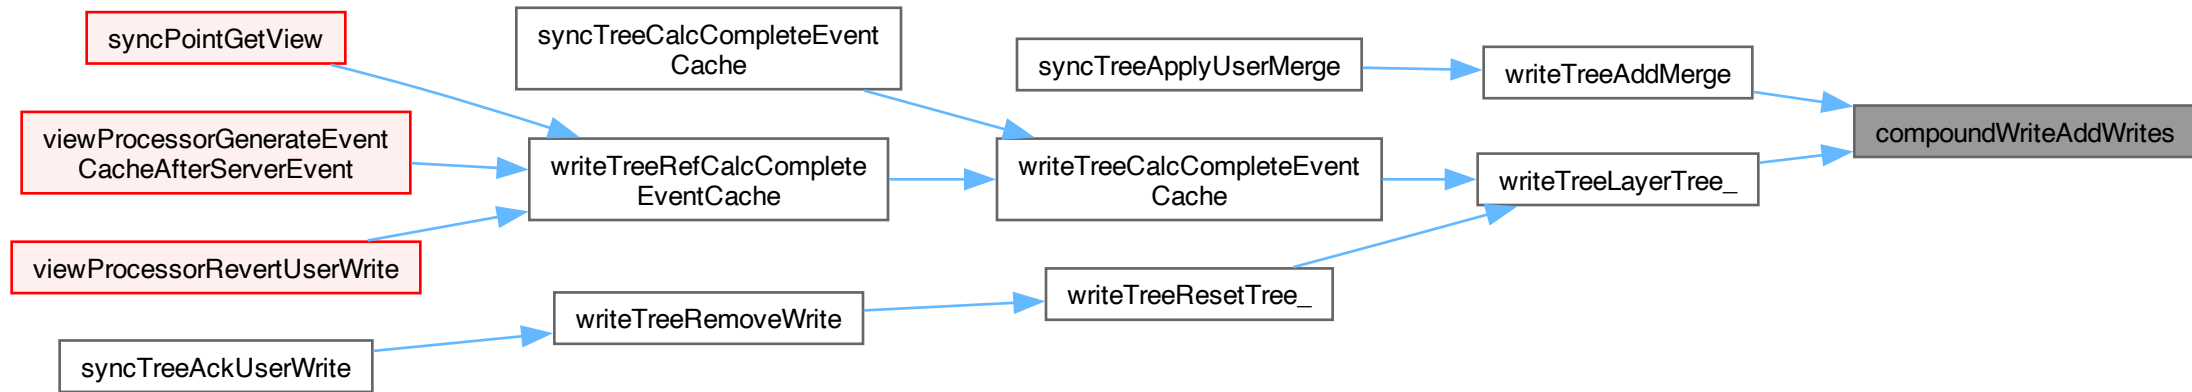 syncPointGetView
viewProcessorGenerateEvent
CacheAfterServerEvent
viewProcessorRevertUserWrite
syncTreeAckUserWrite
syncTreeCalcCompleteEvent
Cache
writeTreeRefCalcComplete
EventCache
writeTreeRemoveWrite
syncTreeApplyUserMerge
writeTreeCalcCompleteEvent
Cache
writeTreeResetTree_
writeTreeAddMerge
writeTreeLayerTree_
compoundWriteAddWrites